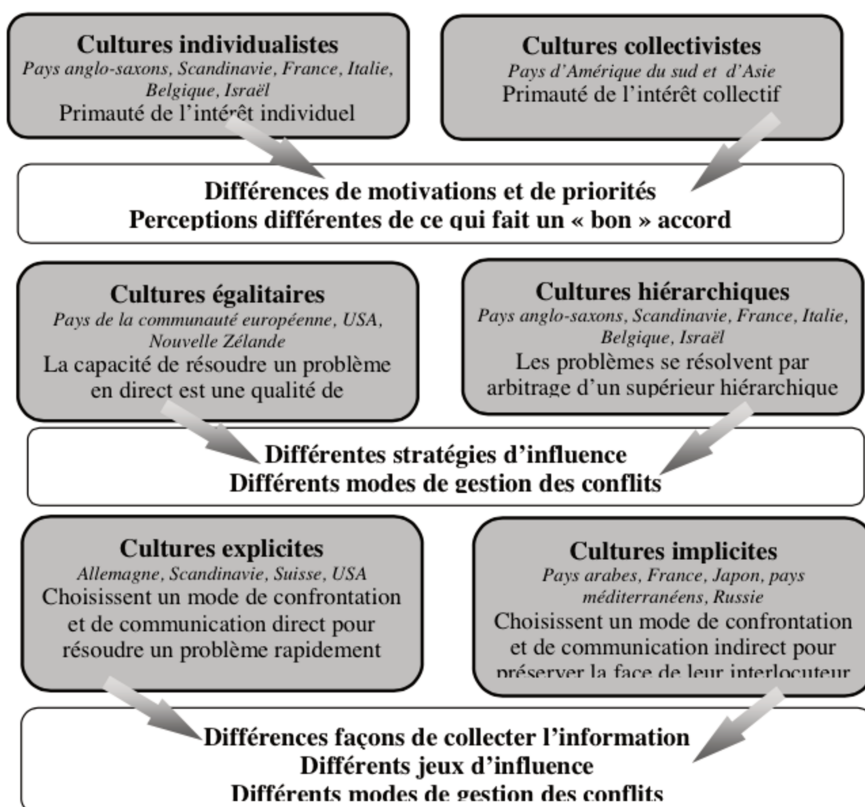 Cultures individualistes
Pays anglo-saxons, Scandinavie, France, Italie,
Belgique, Israël
Primauté de l’intérêt individuel
Cultures collectivistes
Pays d’Amérique du sud et d’Asie
Primauté de l’intérêt collectif
Différences de motivations et de priorités
Perceptions différentes de ce qui fait un « bon » accord
Cultures égalitaires
Pays de la communauté européenne, USA,
Nouvelle Zélande
La capacité de résoudre un problème
en direct est une qualité de
Cultures hiérarchiques
Pays anglo-saxons, Scandinavie, France, Italie,
Belgique, Israël
Les problèmes se résolvent par
arbitrage d’un supérieur hiérarchique
Différentes stratégies d’influence
Différents modes de gestion des conflits
Cultures explicites
Allemagne, Scandinavie, Suisse, USA
Choisissent un mode de confrontation
et de communication direct pour
résoudre un problème rapidement
Cultures implicites
Pays arabes, France, Japon, pays
méditerranéens, Russie
Choisissent un mode de confrontation
et de communication indirect pour
préserver la face de leur interlocuteur
Différences façons de collecter l’information
Différents jeux d’influence
Différents modes de gestion des conflits